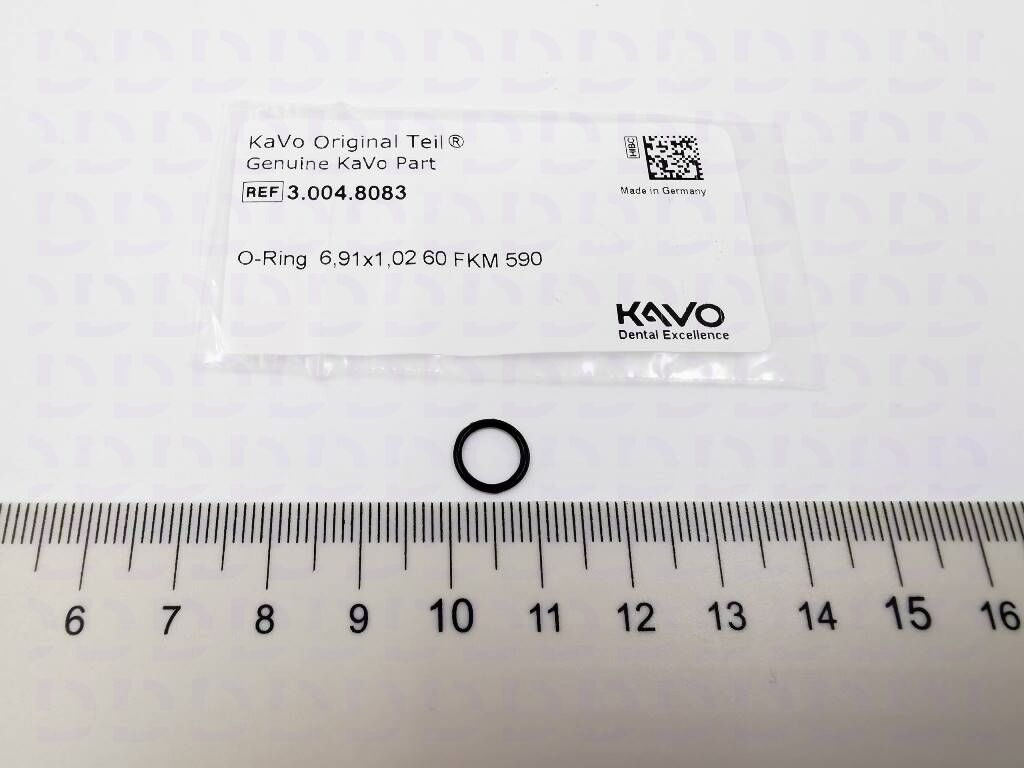 KaVo Original Teil®
Genuine KaVo Part
REF 3.004.8083
HIBC
Made in Germany
O-Ring 6,91x1,02 60 FKM 590
KAVO
Dental Excellence
6 7 8 9 10 11 12 13 14 15 16